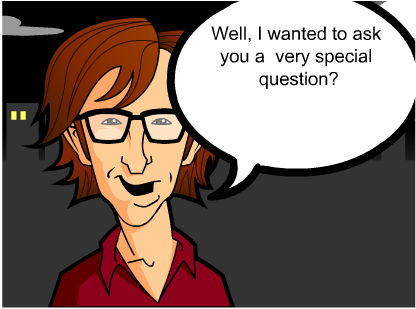 Well, I wanted to ask
you a  very special
question?